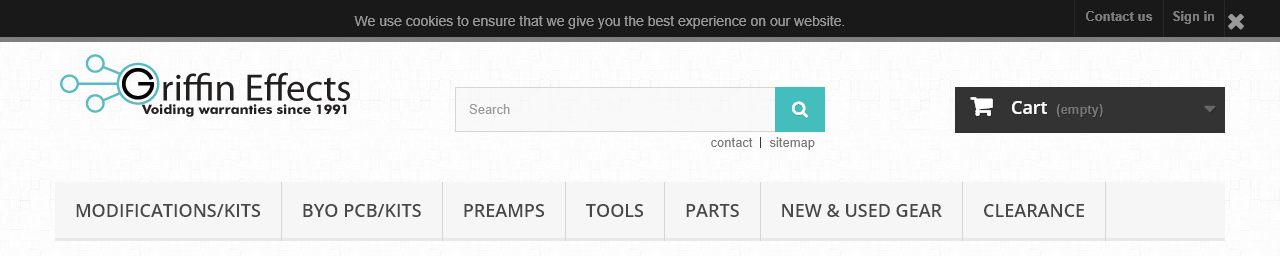 We use cookies to ensure that we give you the best experience on our website.
Contact us
Sign in
Griffin Effects
Voiding warranties since 1991
Search
Cart (empty)
contact
sitemap
MODIFICATIONS/KITS
BYO PCB/KITS
PREAMPS
TOOLS
PARTS
NEW & USED GEAR
CLEARANCE